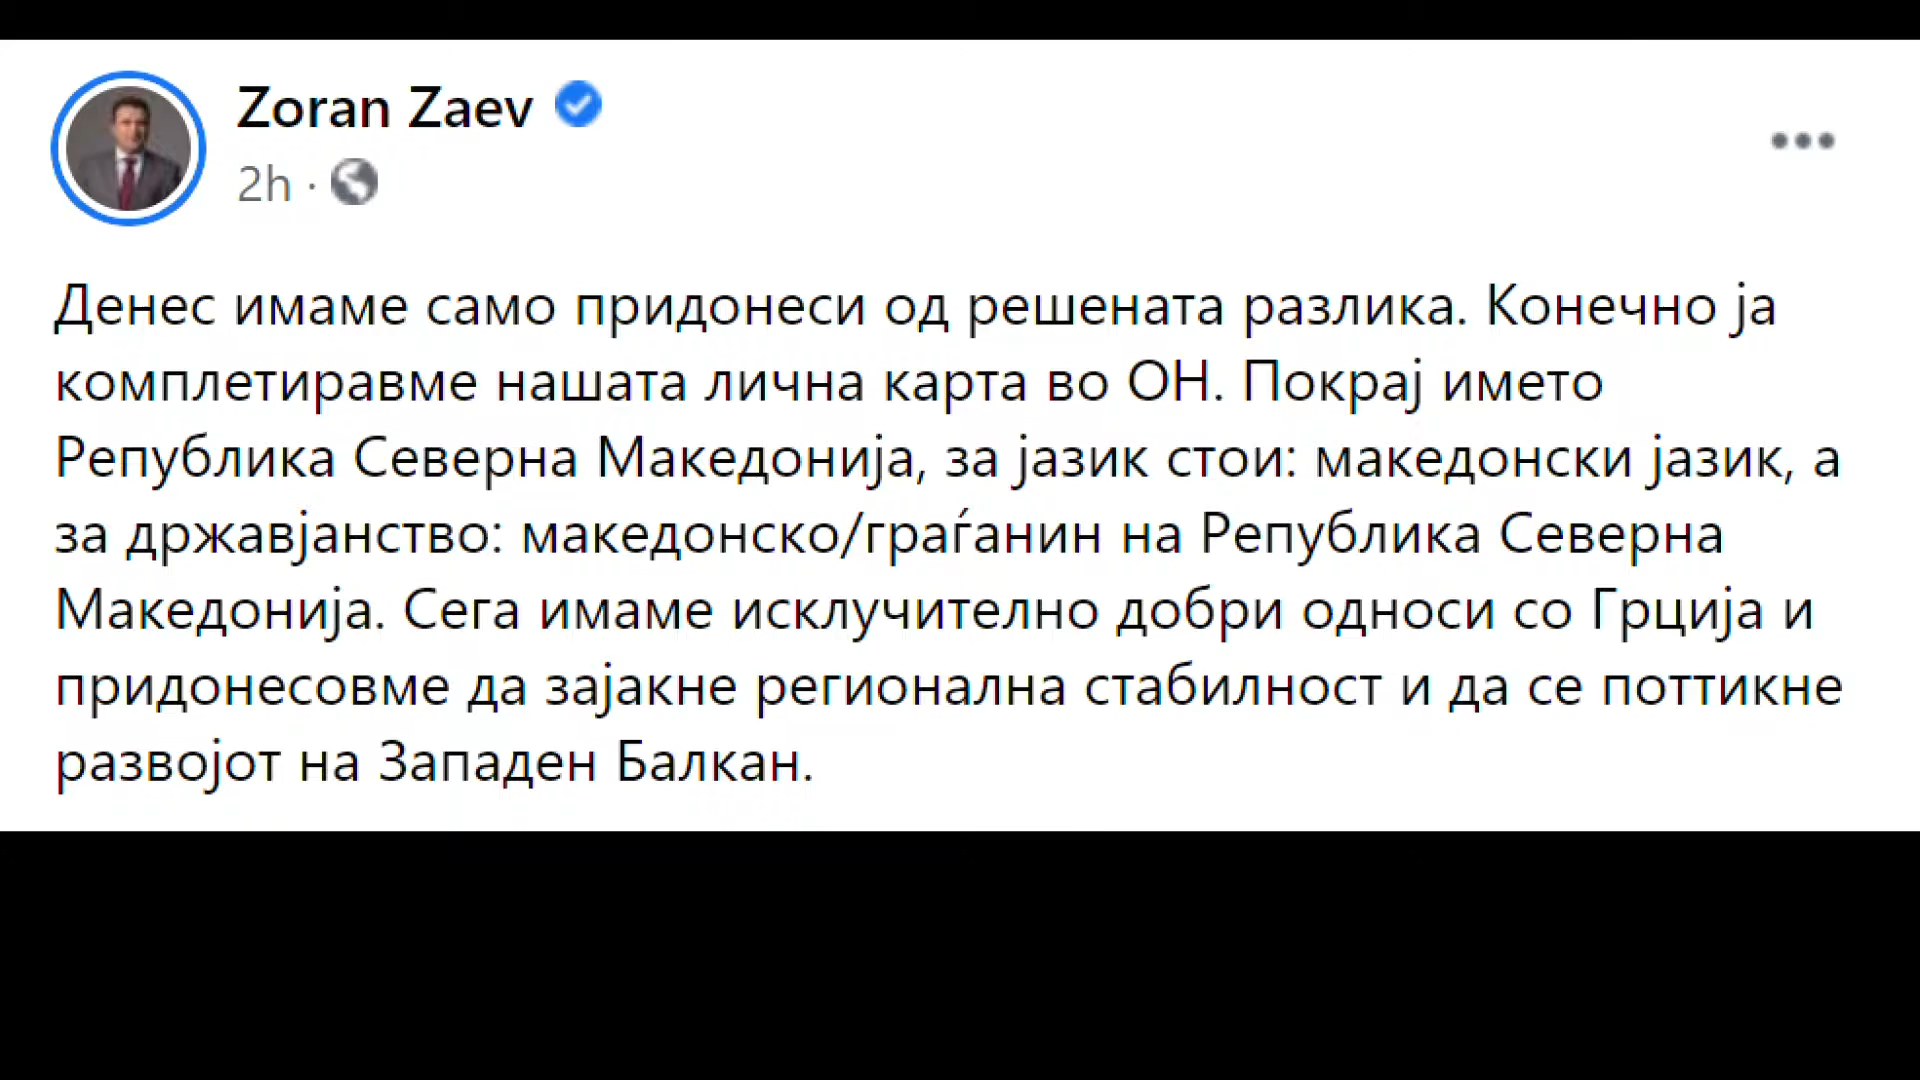 Zoran Zaev
2h ·
Денес имаме само придонеси од решената разлика. Конечно ја
комплетиравме нашата лична карта во ОН. Покрај името
Република Северна Македонија, за јазик стои: македонски јазик, а
за државјанство: македонско/граѓанин на Република Северна
Македонија. Сега имаме исклучително добри односи со Грција и
придонесовме да зајакне регионална стабилност и да се поттикне
развојот на Западен Балкан.